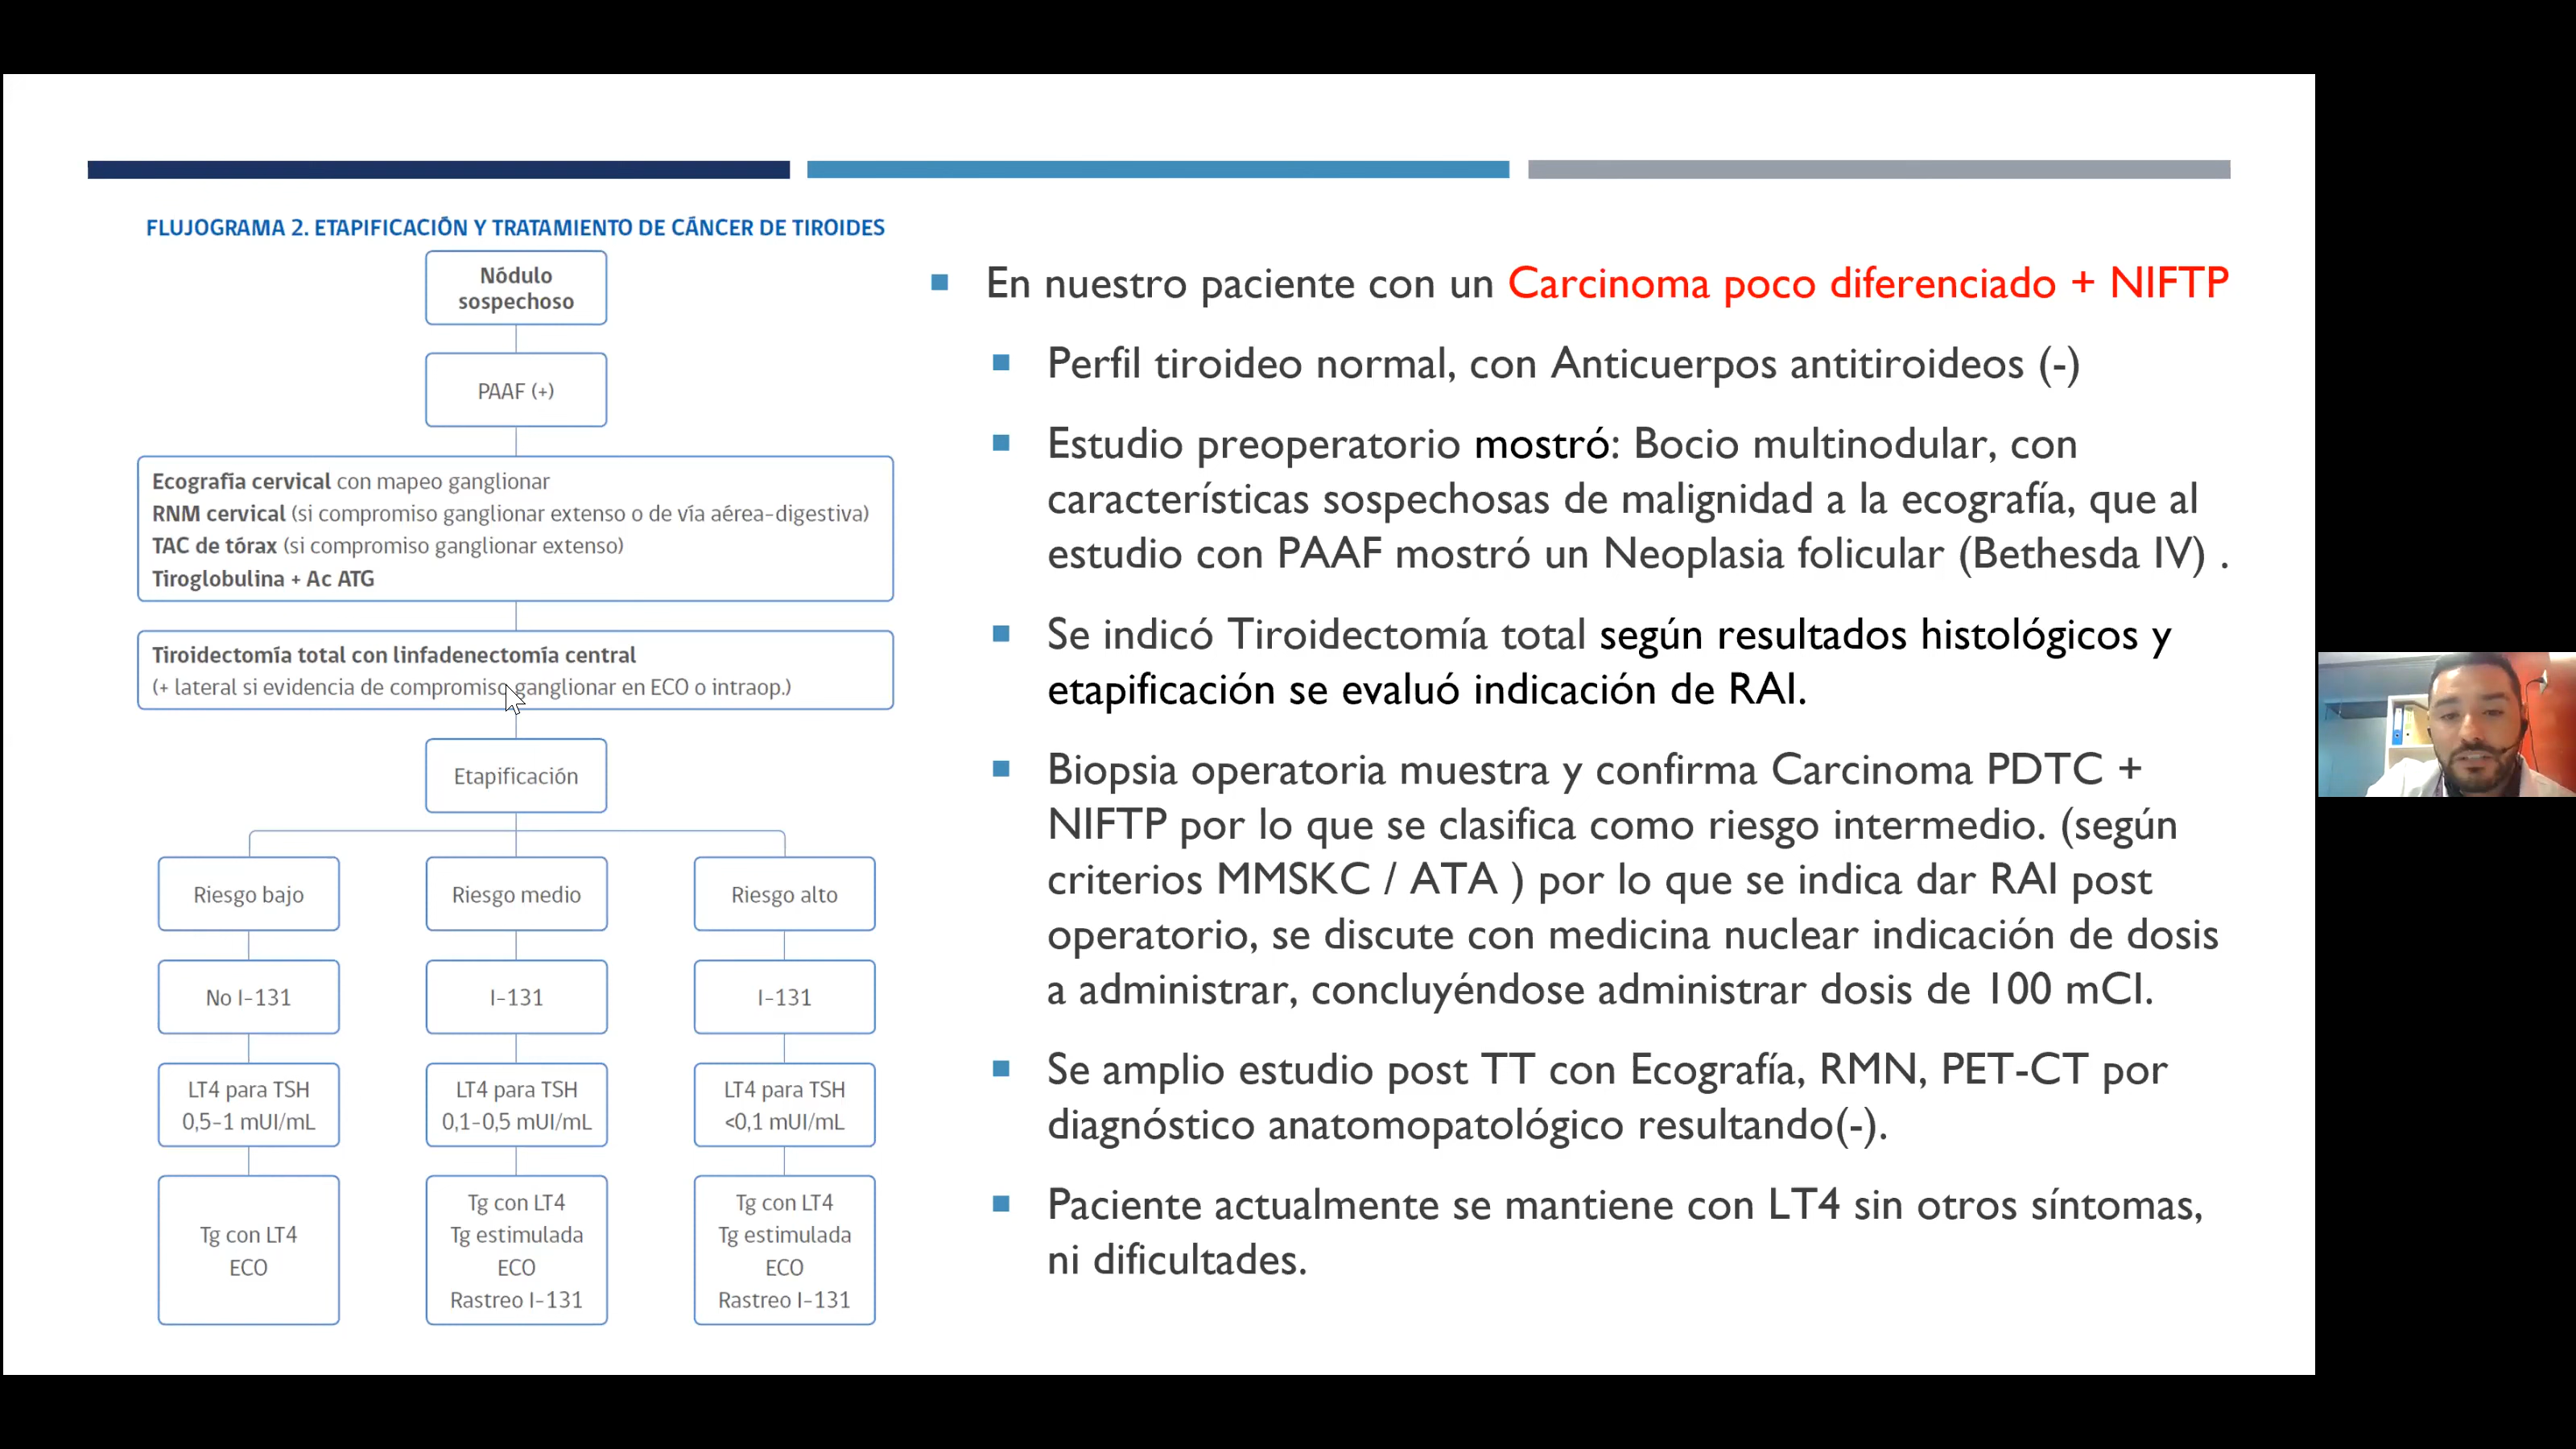 FLUJOGRAMA 2. ETAPIFICACIÓN Y TRATAMIENTO DE CÁNCER DE TIROIDES
Nódulo
sospechoso
PAAF (+)
Ecografía cervical con mapeo ganglionar
RNM cervical (si compromiso ganglionar extenso o de vía aérea-digestiva)
TAC de tórax (si compromiso ganglionar extenso)
Tiroglobulina + Ac ATG
Tiroidectomía total con linfadenectomía central
(+ lateral si evidencia de compromiso ganglionar en ECO o intraop.)
Etapificación
Riesgo bajo
Riesgo medio
Riesgo alto
No I-131
I-131
I-131
LT4 para TSH
0,5-1 mUI/mL
LT4 para TSH
0,1-0,5 mUI/mL
LT4 para TSH
<0,1 mUI/mL
Tg con LT4
ECO
Tg con LT4
Tg estimulada
ECO
Rastreo I-131
Tg con LT4
Tg estimulada
ECO
Rastreo I-131
En nuestro paciente con un Carcinoma poco diferenciado + NIFTP
Perfil tiroideo normal, con Anticuerpos antitiroideos (-)
Estudio preoperatorio mostró: Bocio multinodular, con
características sospechosas de malignidad a la ecografía, que al
estudio con PAAF mostró un Neoplasia folicular (Bethesda IV) .
Se indicó Tiroidectomía total según resultados histológicos y
etapificación se evaluó indicación de RAI.
Biopsia operatoria muestra y confirma Carcinoma PDTC +
NIFTP por lo que se clasifica como riesgo intermedio. (según
criterios MMSKC / ATA ) por lo que se indica dar RAI post
operatorio, se discute con medicina nuclear indicación de dosis
a administrar, concluyéndose administrar dosis de 100 mCI.
Se amplio estudio post TT con Ecografía, RMN, PET-CT por
diagnóstico anatomopatológico resultando(-).
Paciente actualmente se mantiene con LT4 sin otros síntomas,
ni dificultades.